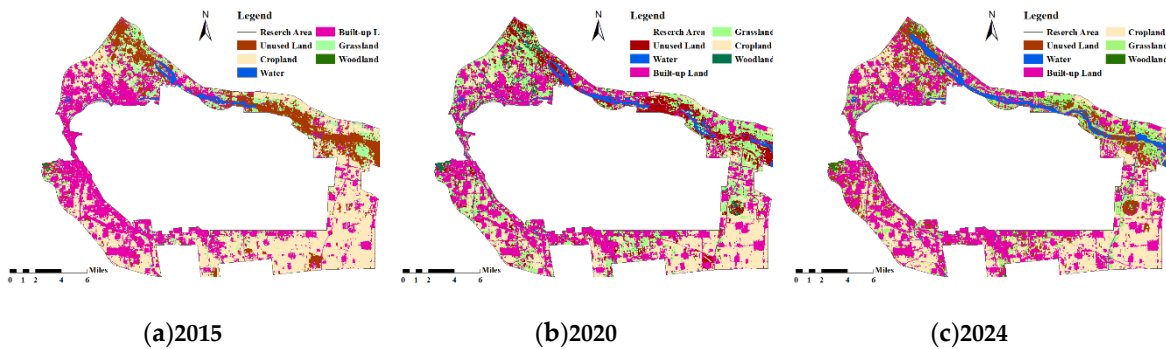 N
Legend
Reserch Area
Built-up L
Unused Land
Grassland
Cropland
Woodland
Water
Miles
0 1 2 4 6
(a)2015
N
Legend
Reserch Area
Grassland
Unused Land
Cropland
Water
Woodland
Built-up Land
Miles
0 1 2 4 6
(b)2020
N
Legend
Reserch Area
Cropland
Unused Land
Grassland
Water
Woodland
Built-up Land
Miles
0 1 2 4 6
(c)2024